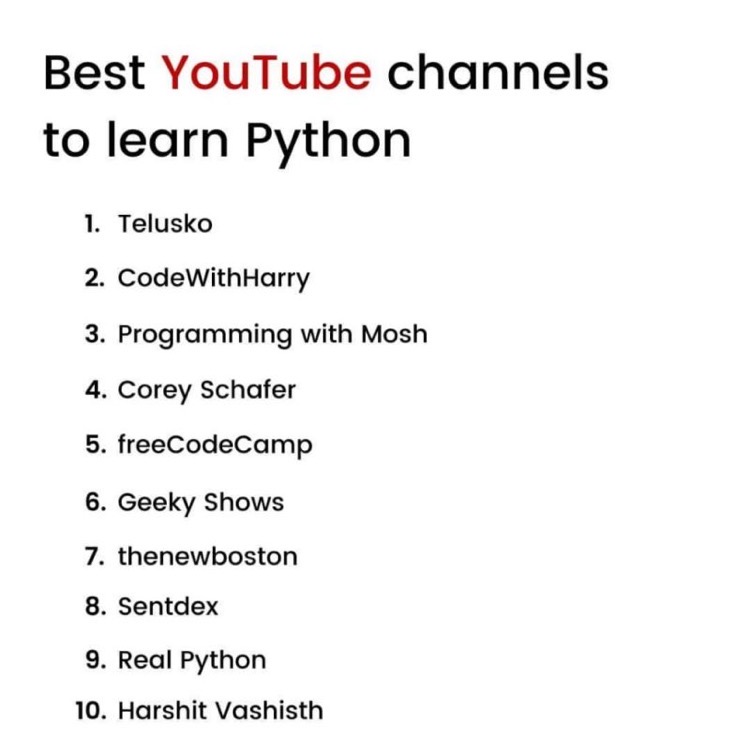 Best YouTube channels
to learn Python
1. Telusko
2. CodeWithHarry
3. Programming with Mosh
4. Corey Schafer
5. freeCodeCamp
6. Geeky Shows
7. thenewboston
8. Sentdex
9. Real Python
10. Harshit Vashisth